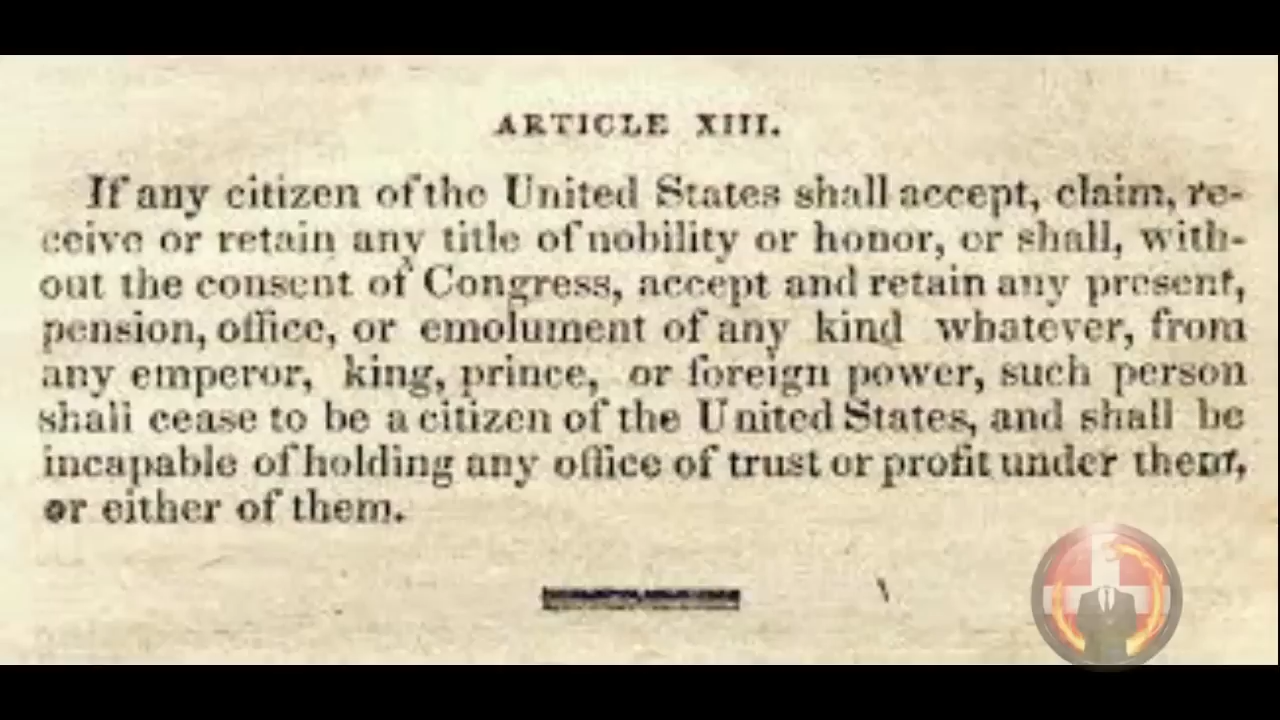 ARTICLE XIII.
If any citizen of the United States shall accept, claim, re-
ceive or retain any title of nobility or honor, or shall, with-
out the consent of Congress, accept and retain any present,
pension, office, or emolument of any kind whatever, from
any emperor, king, prince, or foreign power, such person
shall cease to be a citizen of the United States, and shall be
incapable of holding any office of trust or profit under them,
or either of them.